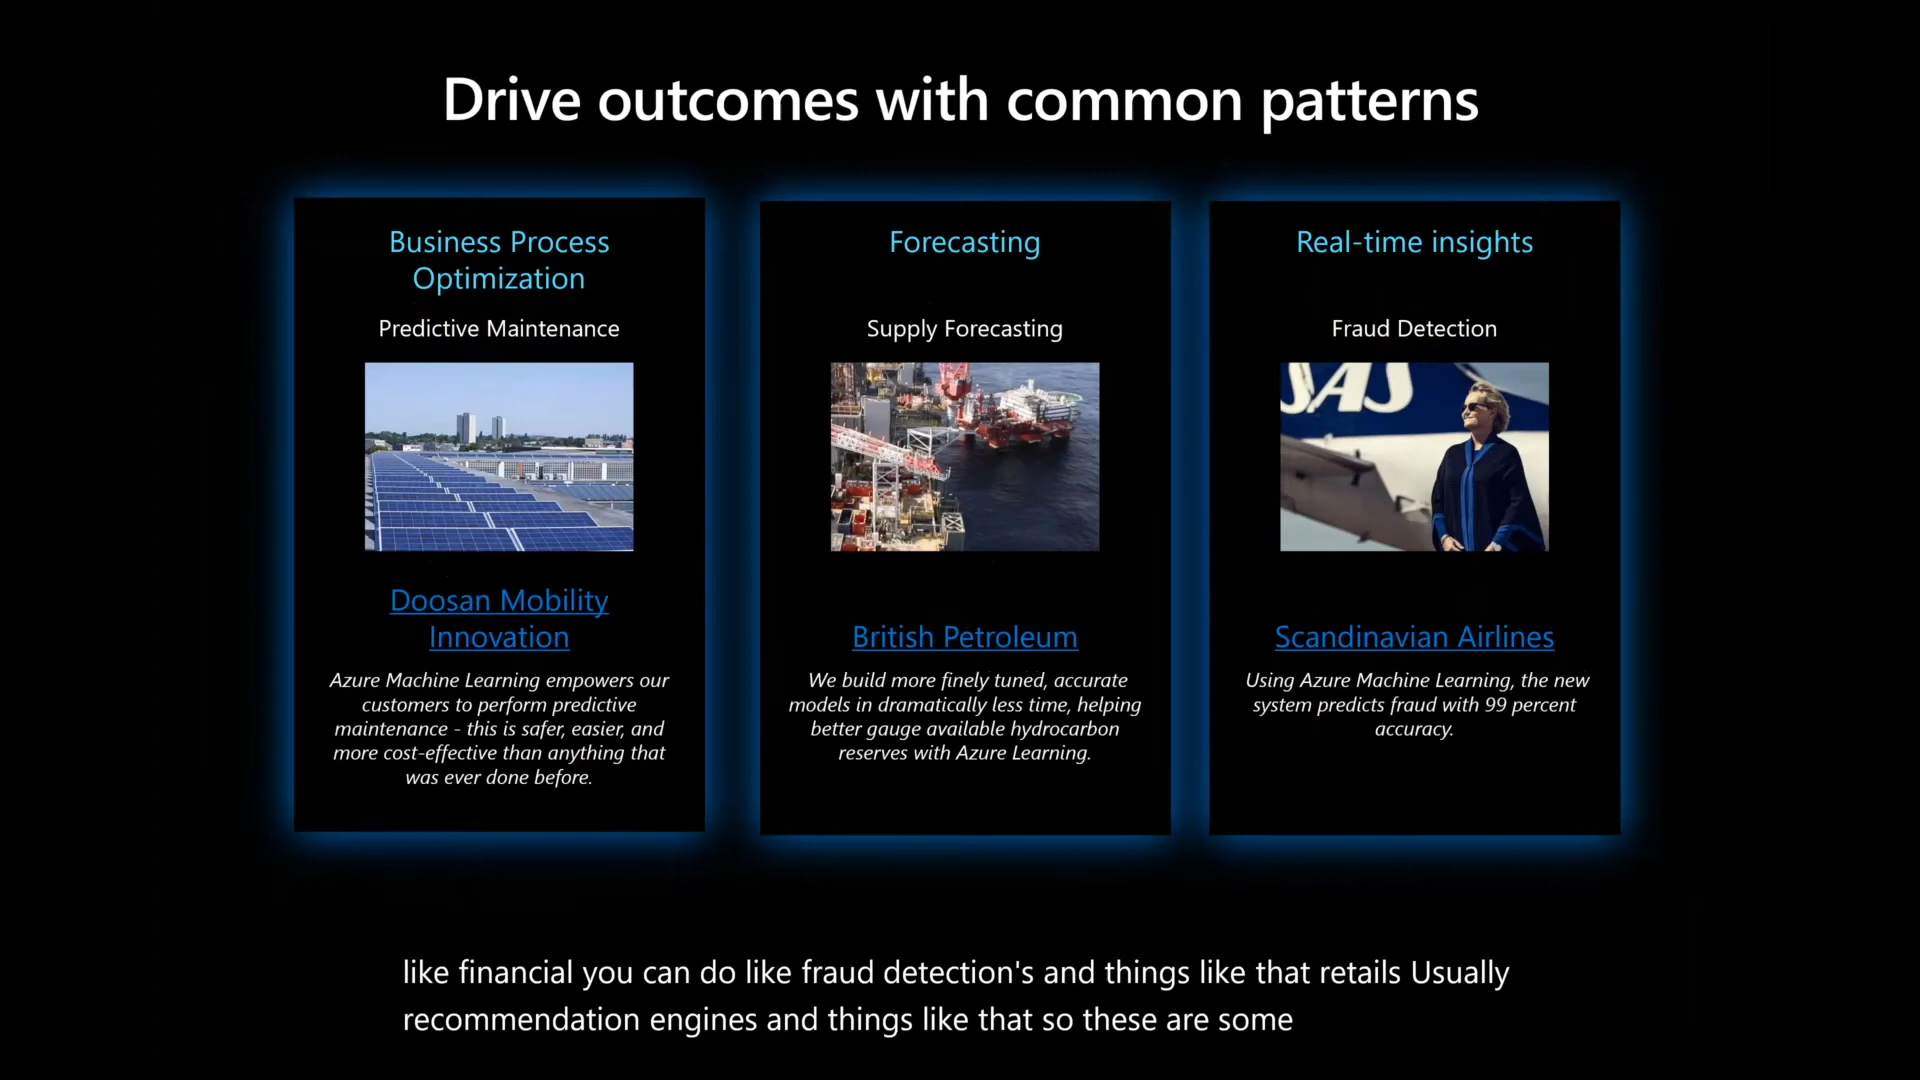 Drive outcomes with common patterns
Business Process
Optimization
Predictive Maintenance
Doosan Mobility
Innovation
Azure Machine Learning empowers our
customers to perform predictive
maintenance - this is safer, easier, and
more cost-effective than anything that
was ever done before.
Forecasting
Supply Forecasting
British Petroleum
We build more finely tuned, accurate
models in dramatically less time, helping
better gauge available hydrocarbon
reserves with Azure Learning.
Real-time insights
Fraud Detection
SAS
Scandinavian Airlines
Using Azure Machine Learning, the new
system predicts fraud with 99 percent
accuracy.
like financial you can do like fraud detection's and things like that retails Usually
recommendation engines and things like that so these are some